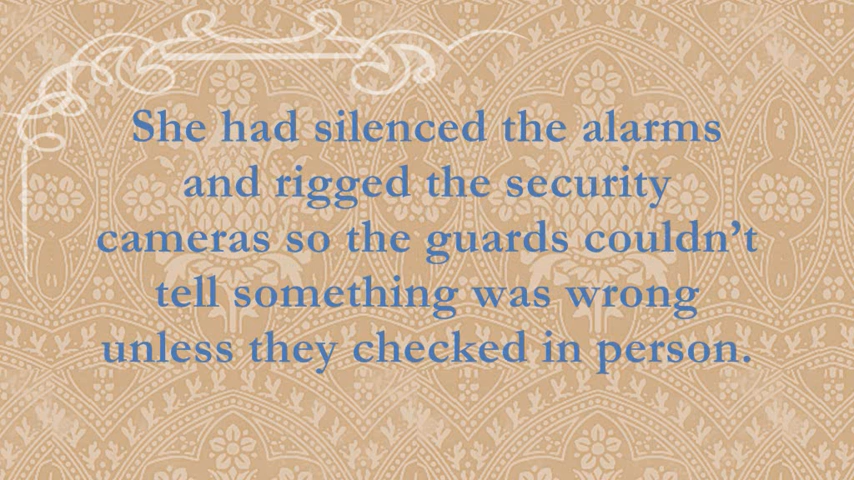 She had silenced the alarms
and rigged the security
cameras so the guards couldn’t
tell something was wrong
unless they checked in person.